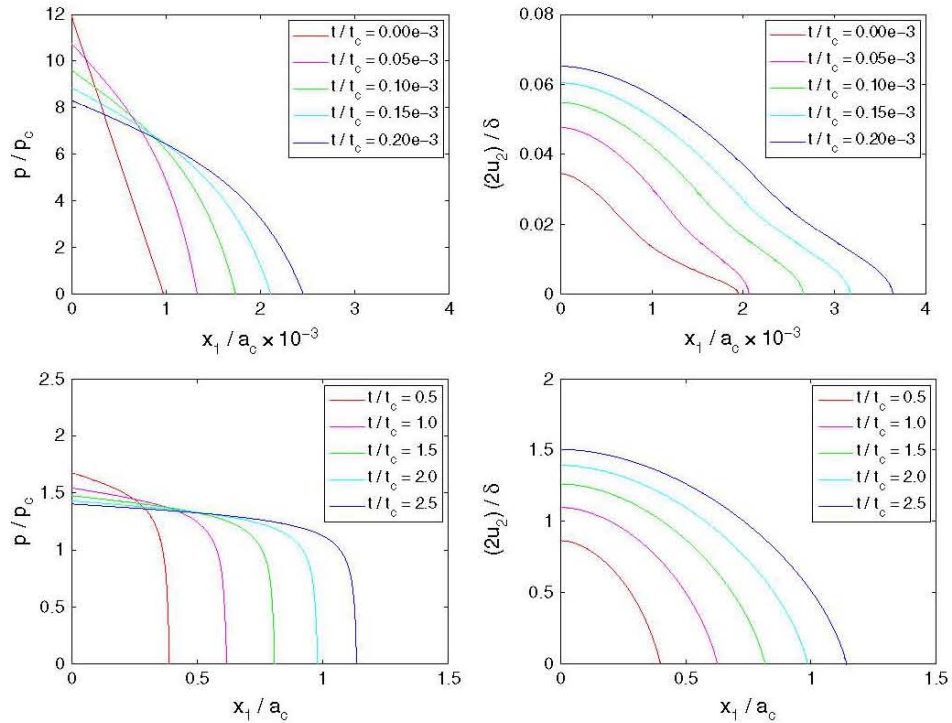 12
10
8
6
4
2
0
p / p_c
0
1
2
3
4
x_1 / a_c × 10^-3
t / t_c = 0.00e-3
t / t_c = 0.05e-3
t / t_c = 0.10e-3
t / t_c = 0.15e-3
t / t_c = 0.20e-3
0.08
0.06
0.04
0.02
0
(2u_2) / δ
0
1
2
3
4
x_1 / a_c × 10^-3
t / t_c = 0.00e-3
t / t_c = 0.05e-3
t / t_c = 0.10e-3
t / t_c = 0.15e-3
t / t_c = 0.20e-3
2.5
2
1.5
1
0.5
0
p / p_c
0
0.5
1
1.5
x_1 / a_c
t / t_c = 0.5
t / t_c = 1.0
t / t_c = 1.5
t / t_c = 2.0
t / t_c = 2.5
2
1.5
1
0.5
0
(2u_2) / δ
0
0.5
1
1.5
x_1 / a_c
t / t_c = 0.5
t / t_c = 1.0
t / t_c = 1.5
t / t_c = 2.0
t / t_c = 2.5